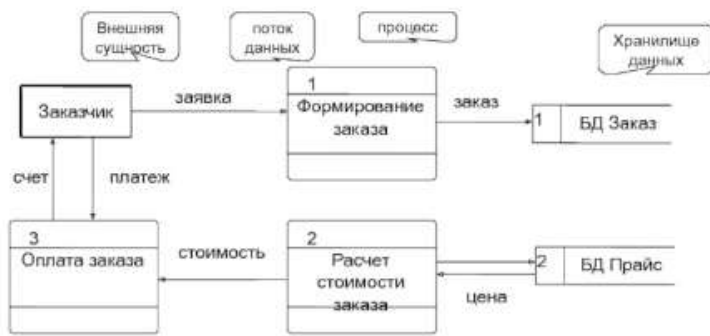 Внешняя
сущность
поток
данных
процесс
Хранилище
данных
Заказчик
заявка
1
Формирование
заказа
заказ
1
БД Заказ
счет
платеж
3
Оплата заказа
стоимость
2
Расчет
стоимости
заказа
цена
2
БД Прайс